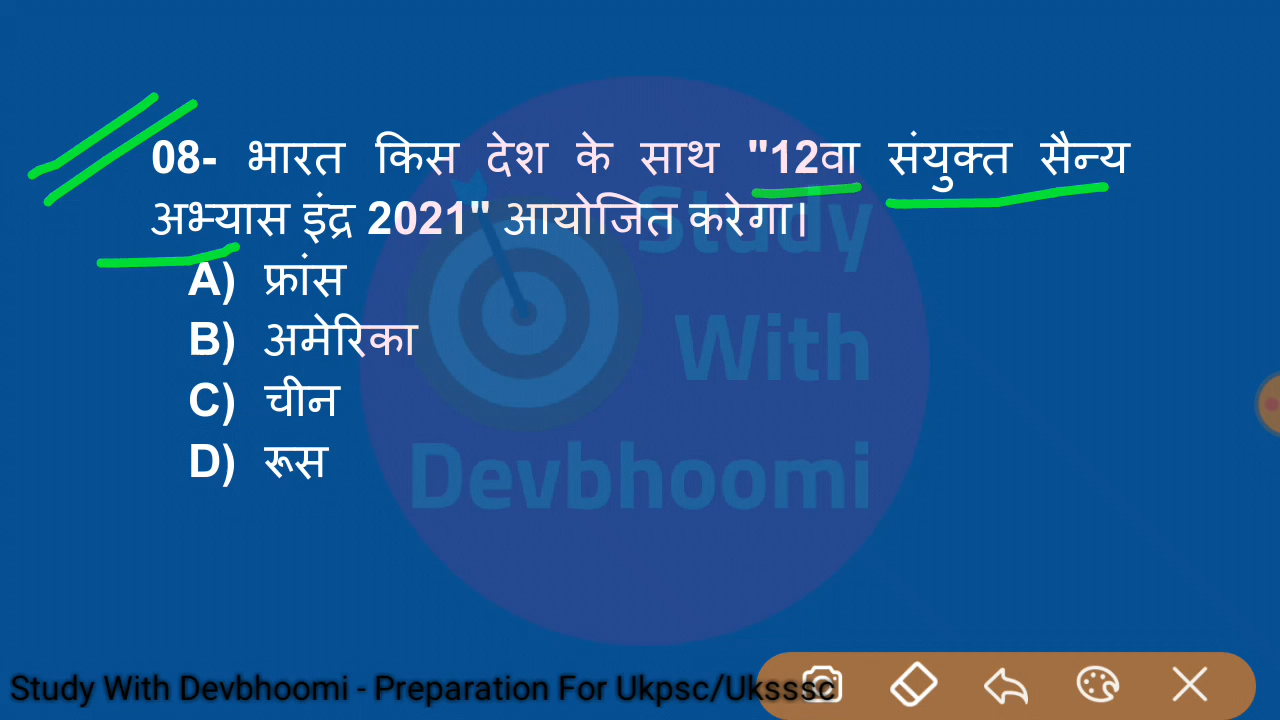 08- भारत किस देश के साथ "12वा संयुक्त सैन्य
अभ्यास इंद्र 2021" आयोजित करेगा।
A) फ्रांस
B) अमेरिका
C) चीन
D) रूस
Study
With
Devbhoomi
Study With Devbhoomi - Preparation For Ukpsc/Uksssc